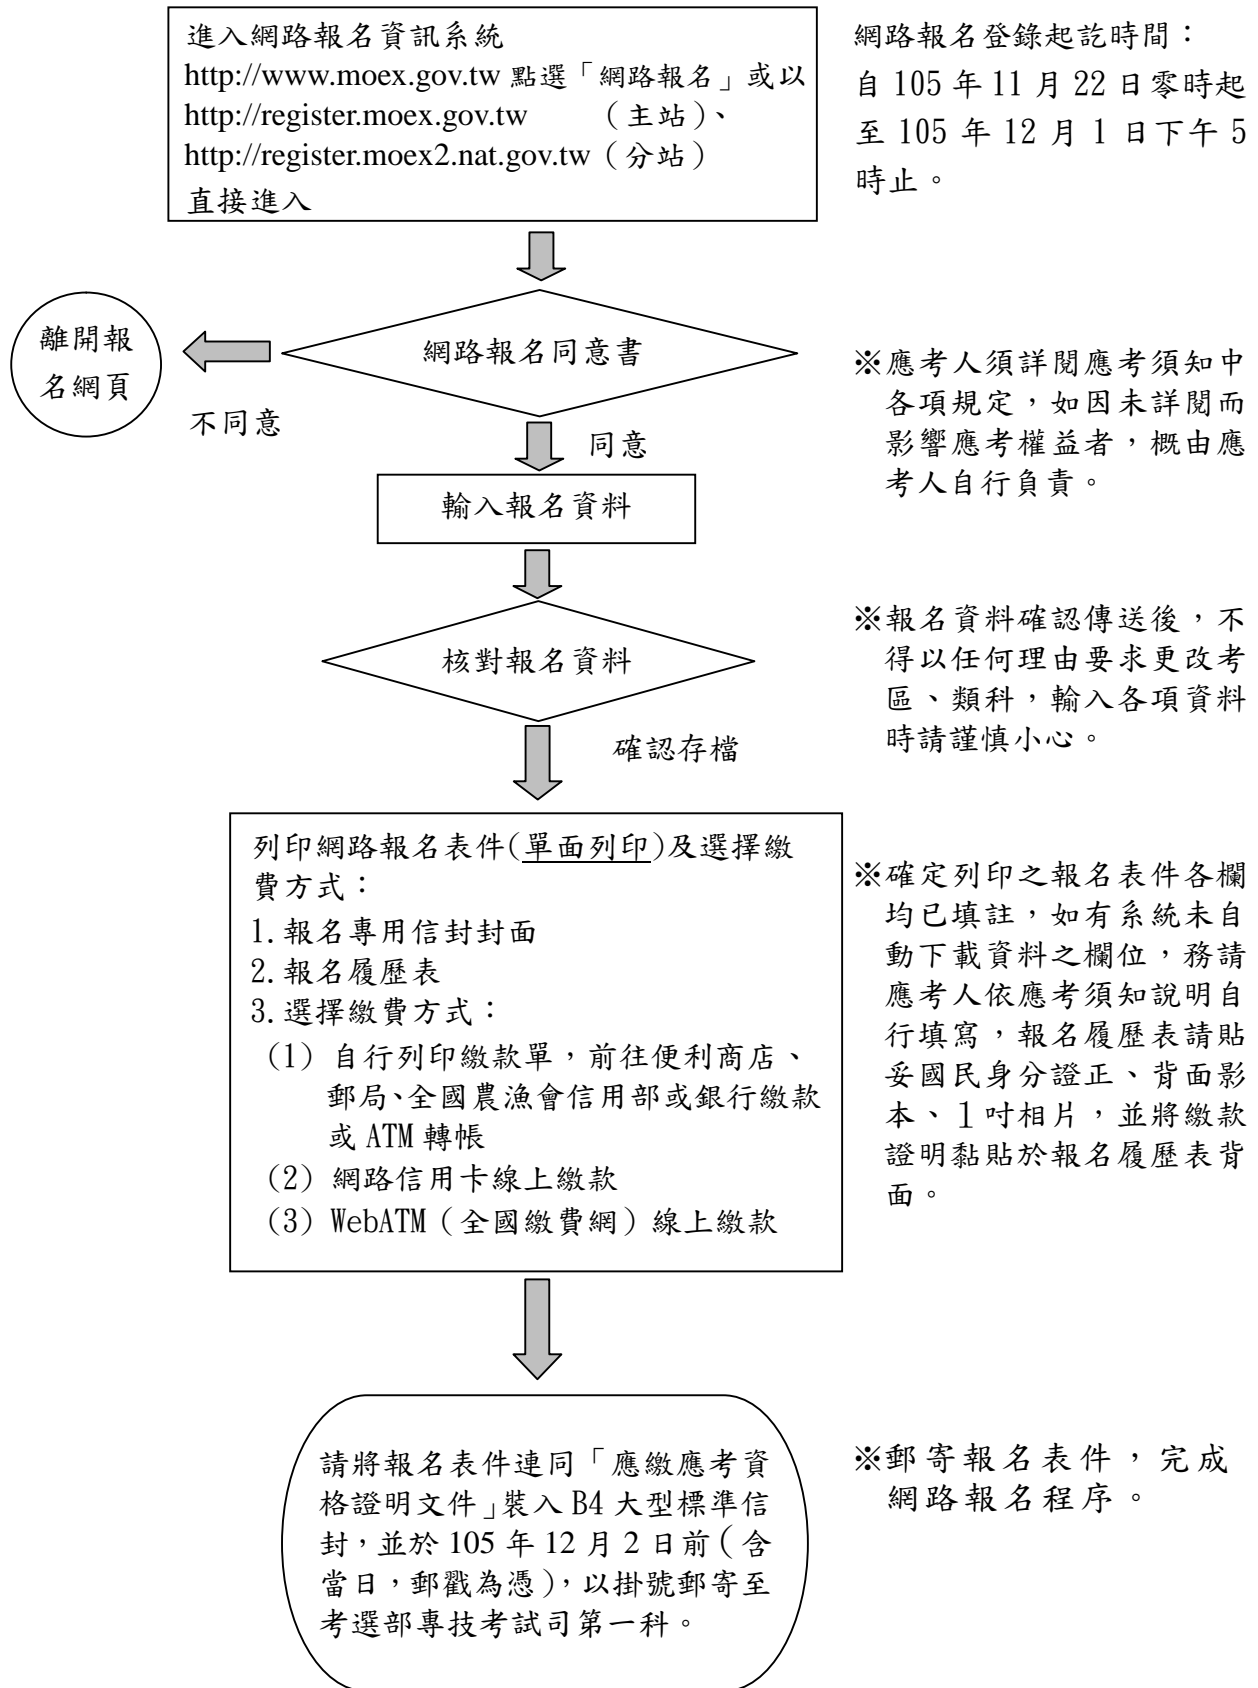 進入網路報名資訊系統
http://www.moex.gov.tw 點選「網路報名」或以
http://register.moex.gov.tw （主站）、
http://register.moex2.nat.gov.tw（分站）
直接進入
網路報名登錄起訖時間：
自 105 年 11 月 22 日零時起
至 105 年 12 月 1 日下午 5
時止。
離開報
名網頁
不同意
網路報名同意書
同意
※應考人須詳閱應考須知中
各項規定，如因未詳閱而
影響應考權益者，概由應
考人自行負責。
輸入報名資料
核對報名資料
※報名資料確認傳送後，不
得以任何理由要求更改考
區、類科，輸入各項資料
時請謹慎小心。
確認存檔
列印網路報名表件(單面列印)及選擇繳
費方式：
1.報名專用信封封面
2.報名履歷表
3.選擇繳費方式：
(1) 自行列印繳款單，前往便利商店、
郵局、全國農漁會信用部或銀行繳款
或 ATM 轉帳
(2) 網路信用卡線上繳款
(3) WebATM（全國繳費網）線上繳款
※確定列印之報名表件各欄
均已填註，如有系統未自
動下載資料之欄位，務請
應考人依應考須知說明自
行填寫，報名履歷表請貼
妥國民身分證正、背面影
本、１吋相片，並將繳款
證明黏貼於報名履歷表背
面。
請將報名表件連同「應繳應考資
格證明文件」裝入 B4 大型標準信
封，並於 105 年 12 月 2 日前（含
當日，郵戳為憑），以掛號郵寄至
考選部專技考試司第一科。
※郵寄報名表件，完成
網路報名程序。